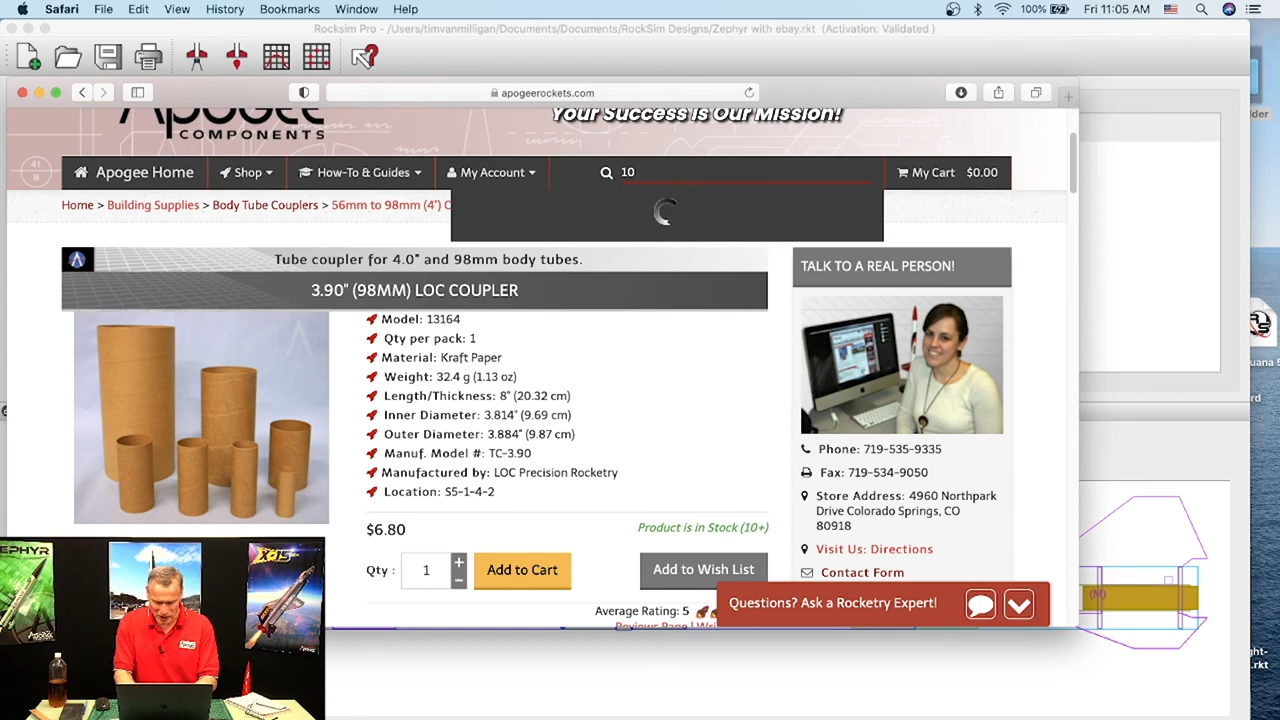 Safari File Edit View History Bookmarks Window Help 100% Fri 11:05 AM
Rocksim Pro - /Users/timvanmilligan/Documents/Documents/RockSim Designs/Zephyr with ebay.rkt (Activation: Validated )
apogeerockets.com
Apogee
COMPONENTS
Your Success is Our Mission!
Apogee Home Shop How-To & Guides My Account 10 My Cart $0.00
Home > Building Supplies > Body Tube Couplers > 56mm to 98mm (4") C
Tube coupler for 4.0" and 98mm body tubes.
3.90" (98MM) LOC COUPLER
Model: 13164
Qty per pack: 1
Material: Kraft Paper
Weight: 32.4 g (1.13 oz)
Length/Thickness: 8" (20.32 cm)
Inner Diameter: 3.814" (9.69 cm)
Outer Diameter: 3.884" (9.87 cm)
Manuf. Model #: TC-3.90
Manufactured by: LOC Precision Rocketry
Location: S5-1-4-2
$6.80
Product is in Stock (10+)
Qty : 1
Add to Cart
Add to Wish List
Average Rating: 5
TALK TO A REAL PERSON!
Phone: 719-535-9335
Fax: 719-534-9050
Store Address: 4960 Northpark
Drive Colorado Springs, CO
80918
Visit Us: Directions
Contact Form
Questions? Ask a Rocketry Expert!